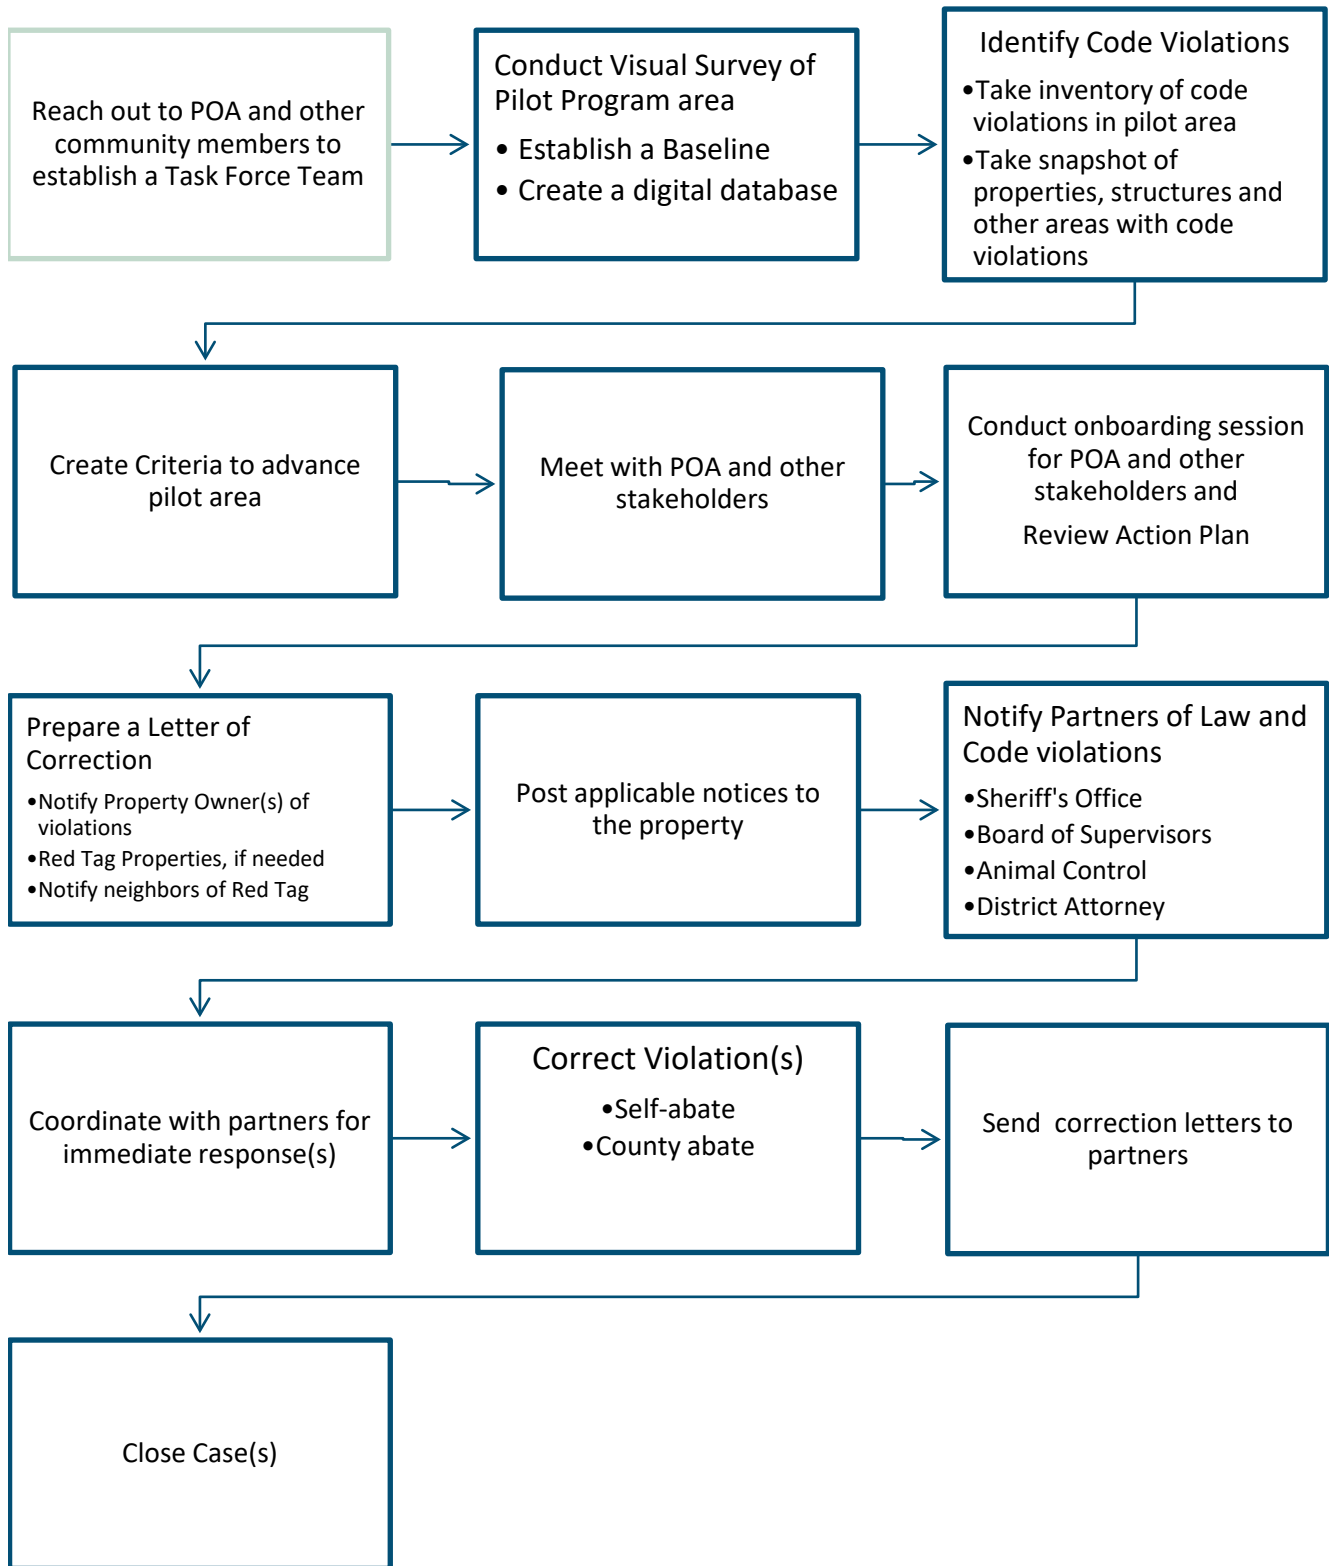 Reach out to POA and other
community members to
establish a Task Force Team
Conduct Visual Survey of
Pilot Program area
• Establish a Baseline
• Create a digital database
Identify Code Violations
•Take inventory of code
violations in pilot area
•Take snapshot of
properties, structures and
other areas with code
violations
Create Criteria to advance
pilot area
Meet with POA and other
stakeholders
Conduct onboarding session
for POA and other
stakeholders and
Review Action Plan
Prepare a Letter of
Correction
•Notify Property Owner(s) of
violations
•Red Tag Properties, if needed
•Notify neighbors of Red Tag
Post applicable notices to
the property
Notify Partners of Law and
Code violations
•Sheriff's Office
•Board of Supervisors
•Animal Control
•District Attorney
Coordinate with partners for
immediate response(s)
Correct Violation(s)
•Self-abate
•County abate
Send  correction letters to
partners
Close Case(s)